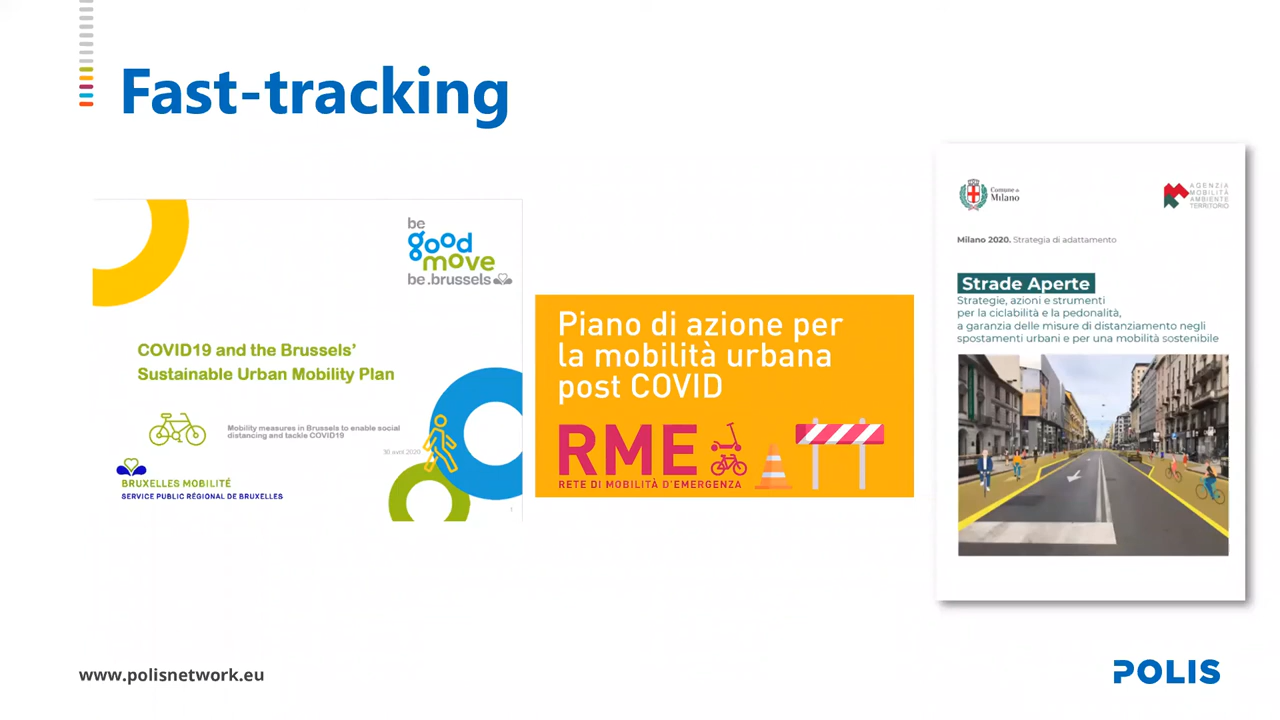 Fast-tracking
be
good
move
be.brussels
COVID19 and the Brussels'
Sustainable Urban Mobility Plan
Mobility measures in Brussels to enable social
distancing and tackle COVID19
30 avril 2020
BRUXELLES MOBILITÉ
SERVICE PUBLIC RÉGIONAL DE BRUXELLES
1
Piano di azione per
la mobilità urbana
post COVID
RME
RETE DI MOBILITÀ D'EMERGENZA
Comune di
Milano
AGENZIA
MOBILITÀ
AMBIENTE
TERRITORIO
Milano 2020. Strategia di adattamento
Strade Aperte
Strategie, azioni e strumenti
per la ciclabilità e la pedonalità,
a garanzia delle misure di distanziamento negli
spostamenti urbani e per una mobilità sostenibile
www.polisnetwork.eu
POLIS